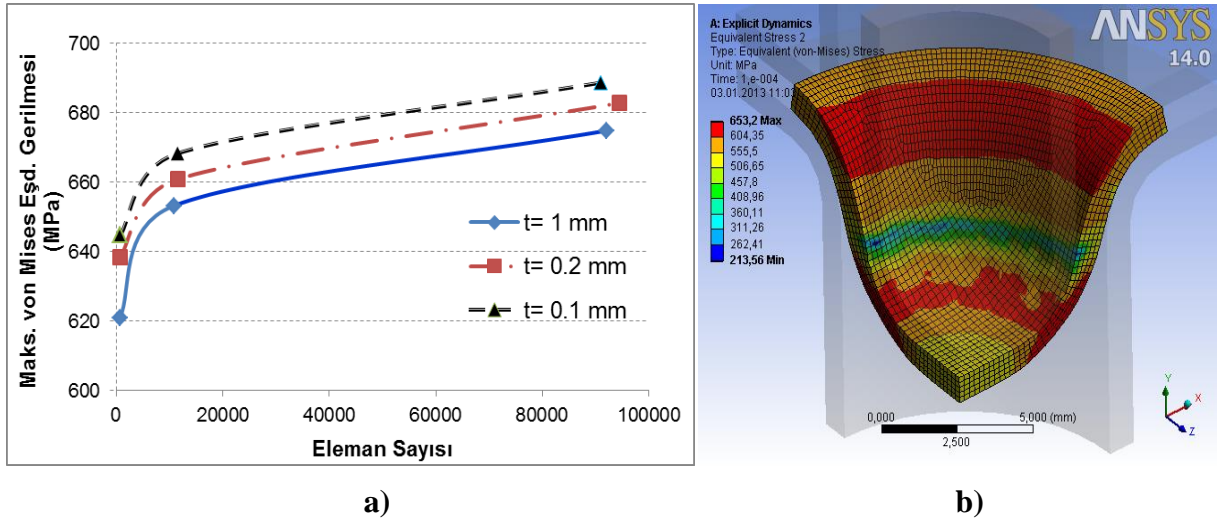 700
680
660
640
620
600
Maks. von Mises Eşd. Gerilmesi
(MPa)
t= 1 mm
t= 0.2 mm
t= 0.1 mm
0
20000
40000
60000
80000
100000
Eleman Sayısı
a)
A: Explicit Dynamics
Equivalent Stress 2
Type: Equivalent (von-Mises) Stress
Unit: MPa
Time: 1,e-004
03.01.2013 11:03
653,2 Max
604,35
555,5
506,65
457,8
408,96
360,11
311,26
262,41
213,56 Min
ANSYS
14.0
0,000
5,000 (mm)
2,500
Y
X
Z
b)